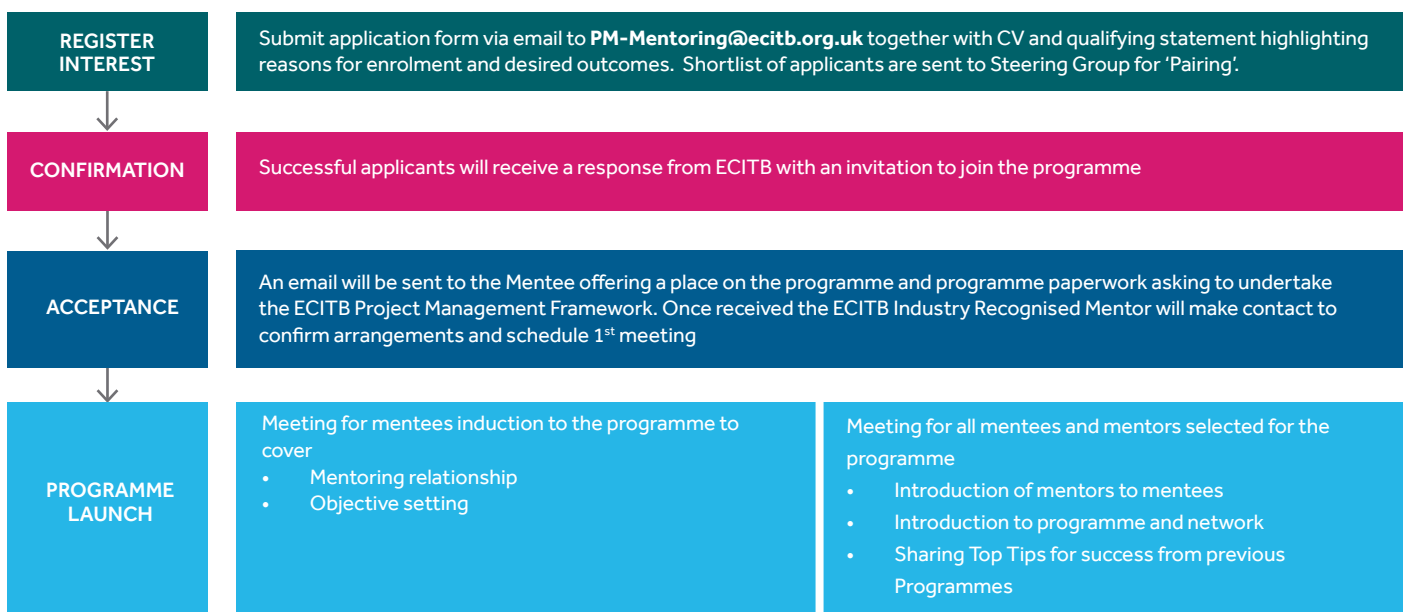 REGISTER
INTEREST
Submit application form via email to PM-Mentoring@ecitb.org.uk together with CV and qualifying statement highlighting
reasons for enrolment and desired outcomes.  Shortlist of applicants are sent to Steering Group for ‘Pairing’.
CONFIRMATION
Successful applicants will receive a response from ECITB with an invitation to join the programme
ACCEPTANCE
An email will be sent to the Mentee offering a place on the programme and programme paperwork asking to undertake
the ECITB Project Management Framework. Once received the ECITB Industry Recognised Mentor will make contact to
confirm arrangements and schedule 1st meeting
PROGRAMME
LAUNCH
Meeting for mentees induction to the programme to
cover
• Mentoring relationship
• Objective setting
Meeting for all mentees and mentors selected for the
programme
• Introduction of mentors to mentees
• Introduction to programme and network
• Sharing Top Tips for success from previous
Programmes